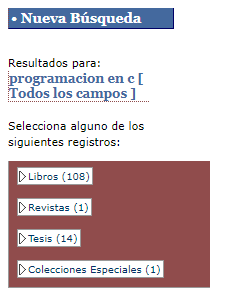 • Nueva Búsqueda
Resultados para:
programacion en c [
Todos los campos ]
Selecciona alguno de los
siguientes registros:
Libros (108)
Revistas (1)
Tesis (14)
Colecciones Especiales (1)